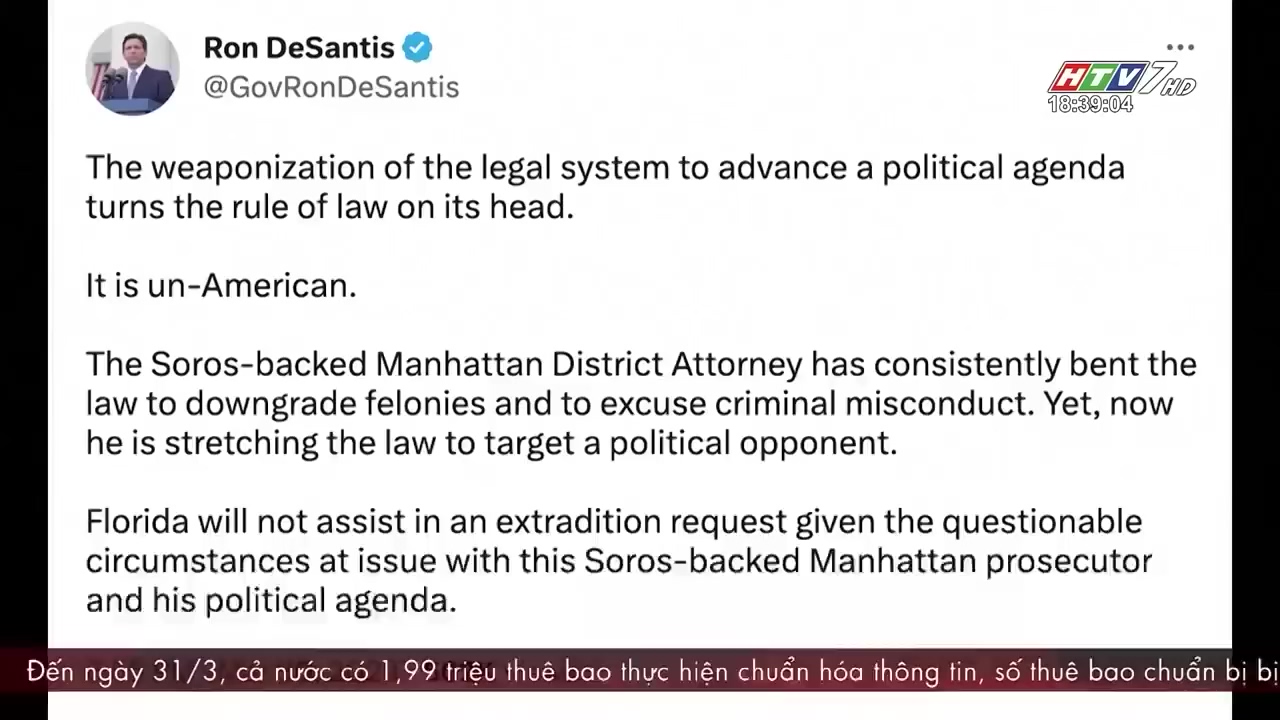 Ron DeSantis
@GovRonDeSantis
HTV7 HD
18:39:04
The weaponization of the legal system to advance a political agenda
turns the rule of law on its head.
It is un-American.
The Soros-backed Manhattan District Attorney has consistently bent the
law to downgrade felonies and to excuse criminal misconduct. Yet, now
he is stretching the law to target a political opponent.
Florida will not assist in an extradition request given the questionable
circumstances at issue with this Soros-backed Manhattan prosecutor
and his political agenda.
Đến ngày 31/3, cả nước có 1,99 triệu thuê bao thực hiện chuẩn hóa thông tin, số thuê bao chuẩn bị bị